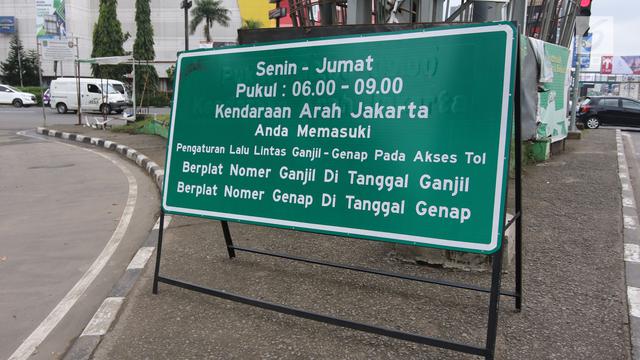 Senin - Jumat
Pukul : 06.00 - 09.00
Kendaraan Arah Jakarta
Anda Memasuki
Pengaturan Lalu Lintas Ganjil - Genap Pada Akses Tol
Berplat Nomer Ganjil Di Tanggal Ganjil
Berplat Nomer Genap Di Tanggal Genap